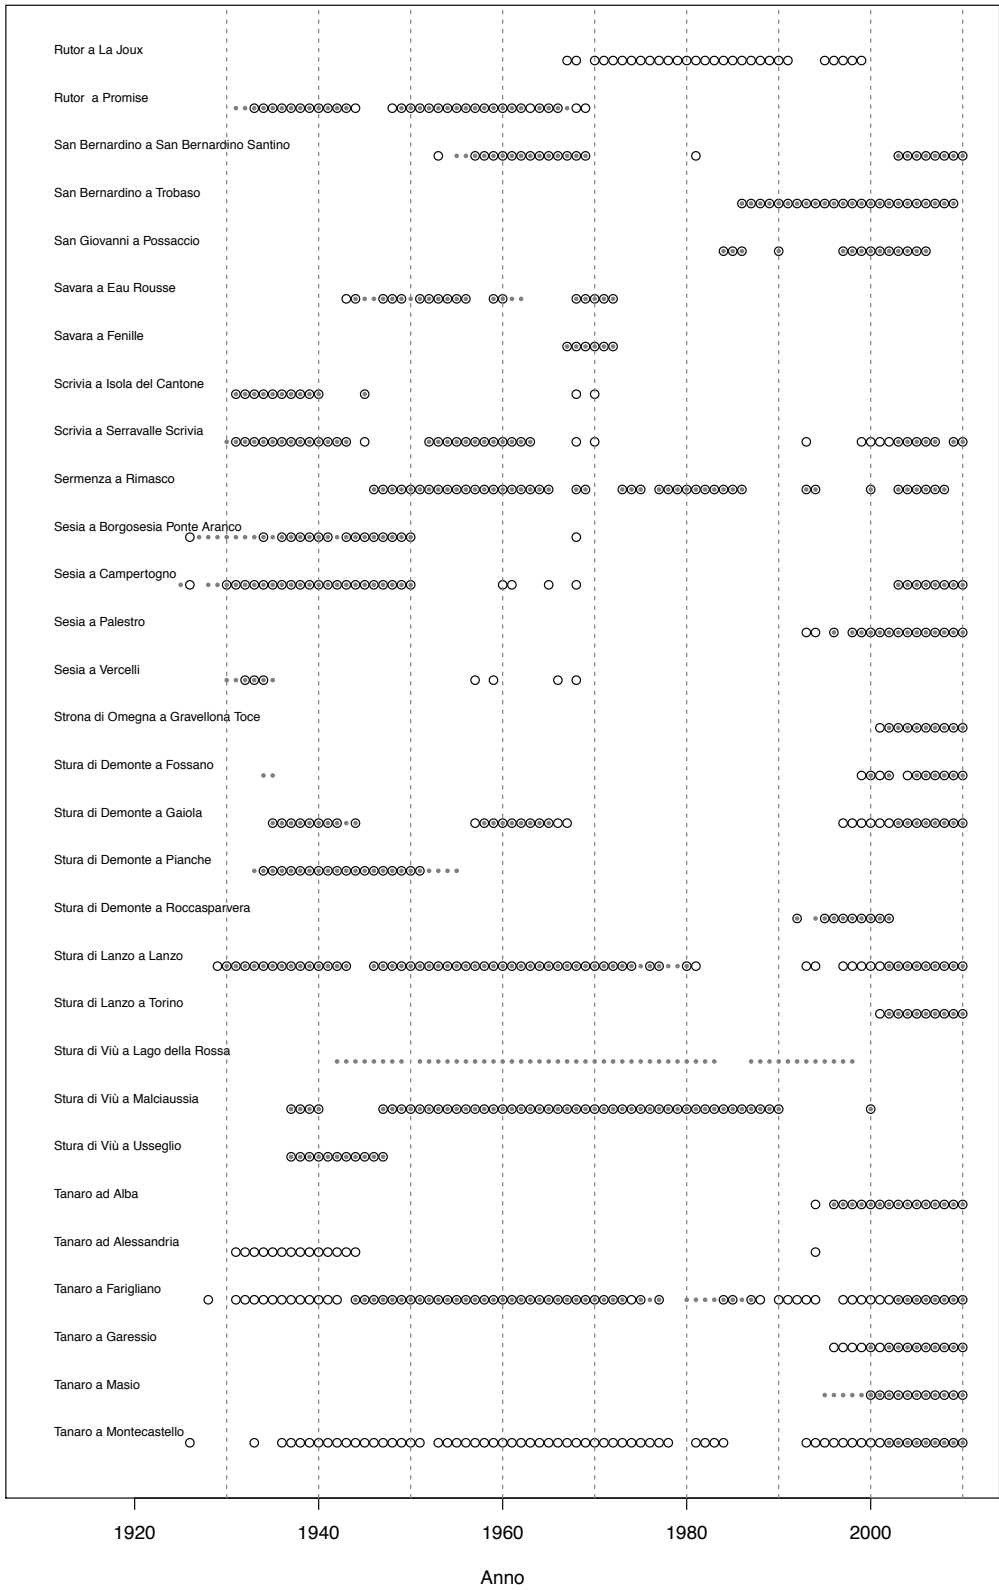 Rutor a La Joux
Rutor  a Promise
San Bernardino a San Bernardino Santino
San Bernardino a Trobaso
San Giovanni a Possaccio
Savara a Eau Rousse
Savara a Fenille
Scrivia a Isola del Cantone
Scrivia a Serravalle Scrivia
Sermenza a Rimasco
Sesia a Borgosesia Ponte Aranco
Sesia a Campertogno
Sesia a Palestro
Sesia a Vercelli
Strona di Omegna a Gravellona Toce
Stura di Demonte a Fossano
Stura di Demonte a Gaiola
Stura di Demonte a Pianche
Stura di Demonte a Roccasparvera
Stura di Lanzo a Lanzo
Stura di Lanzo a Torino
Stura di Viù a Lago della Rossa
Stura di Viù a Malciaussia
Stura di Viù a Usseglio
Tanaro ad Alba
Tanaro ad Alessandria
Tanaro a Farigliano
Tanaro a Garessio
Tanaro a Masio
Tanaro a Montecastello
1920 1940 1960 1980 2000
Anno